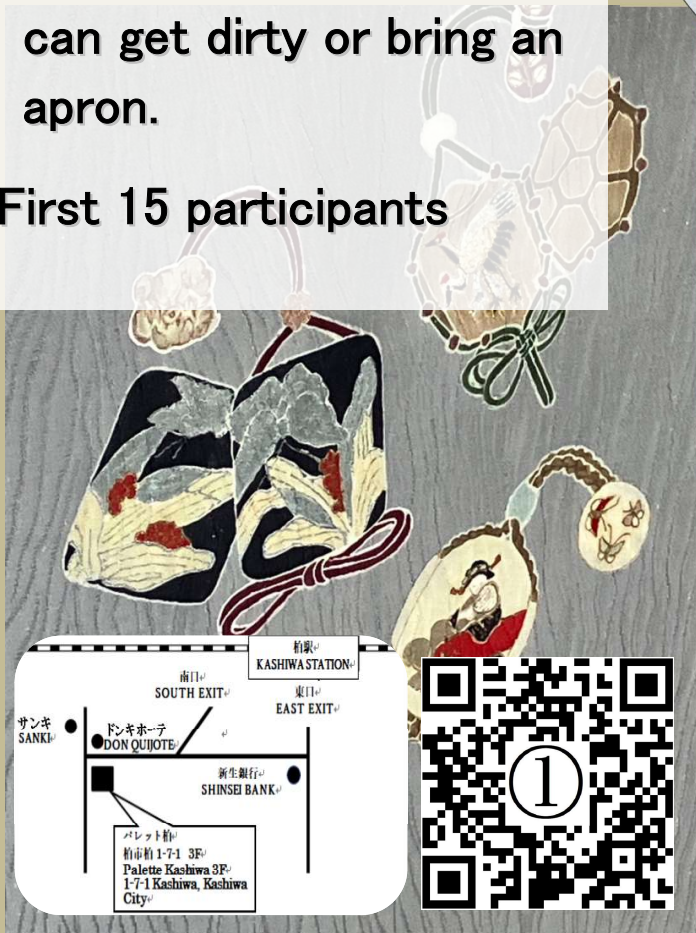 can get dirty or bring an
apron.
First 15 participants
柏駅
KASHIWA STATION
南口
SOUTH EXIT
東口
EAST EXIT
サンキ
SANKI
ドンキホーテ
DON QUIJOTE
新生銀行
SHINSEI BANK
パレット柏
柏市柏 1-7-1 3F
Palette Kashiwa 3F
1-7-1 Kashiwa, Kashiwa
City
①